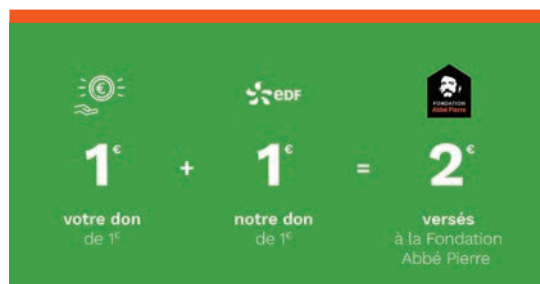 €
eDF
FONDATION
Abbé Pierre
1€ + 1€ = 2€
votre don
de 1€
notre don
de 1€
versés
à la Fondation
Abbé Pierre